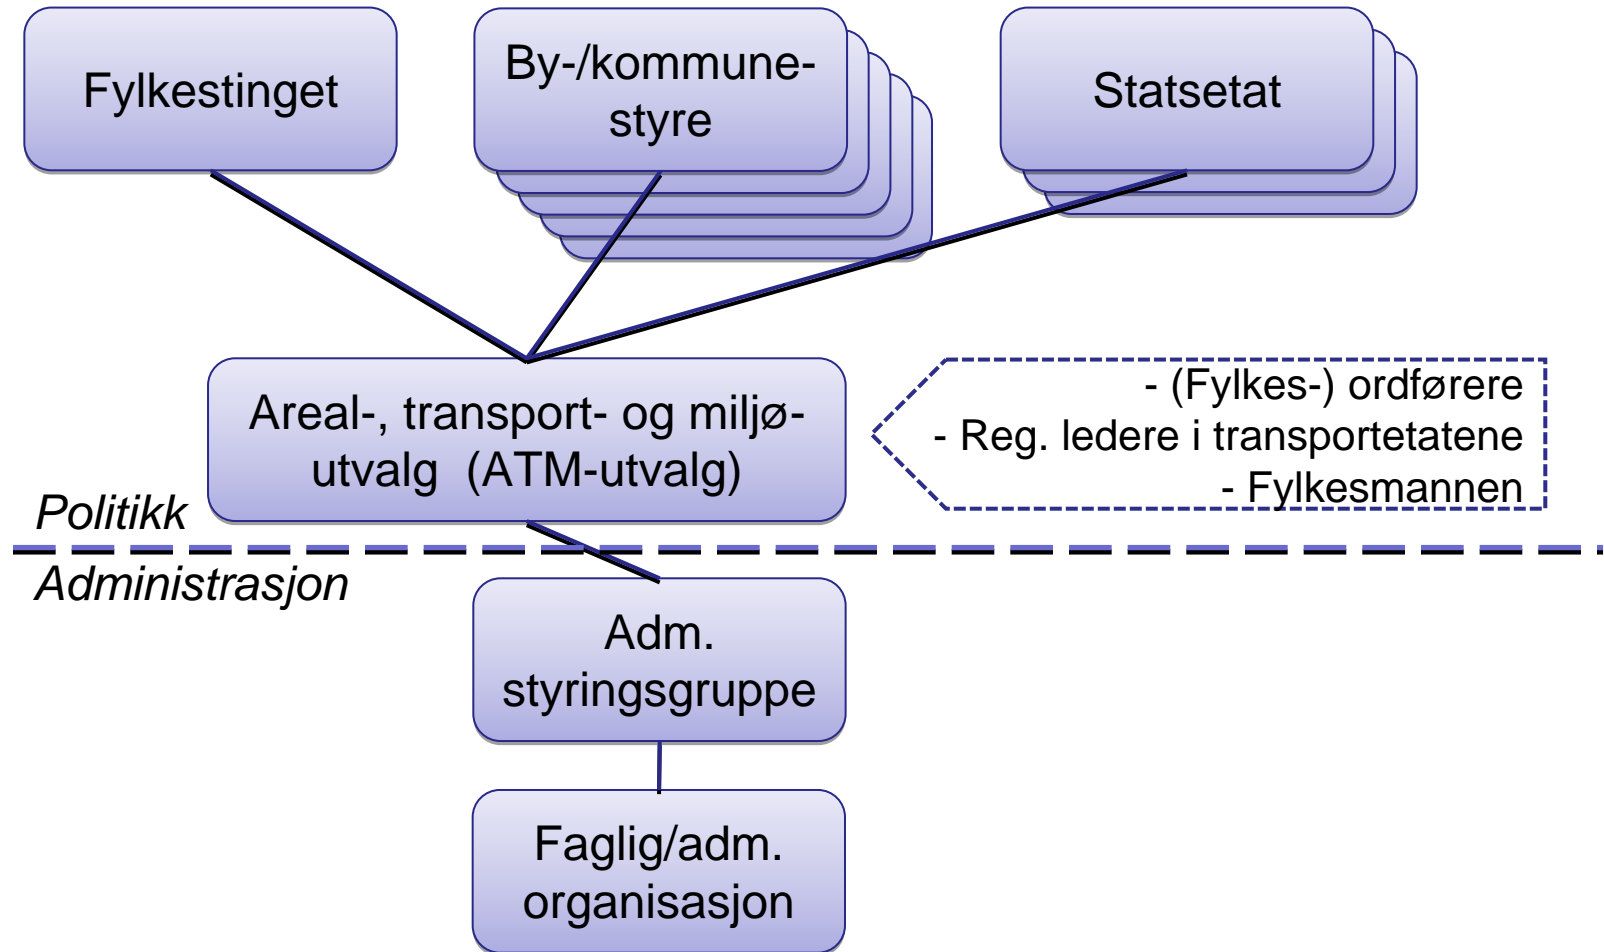 Fylkestinget
By-/kommune-
styre
Statsetat
Areal-, transport- og miljø-
utvalg (ATM-utvalg)
- (Fylkes-) ordførere
- Reg. ledere i transportetatene
- Fylkesmannen
Politikk
Administrasjon
Adm.
styringsgruppe
Faglig/adm.
organisasjon